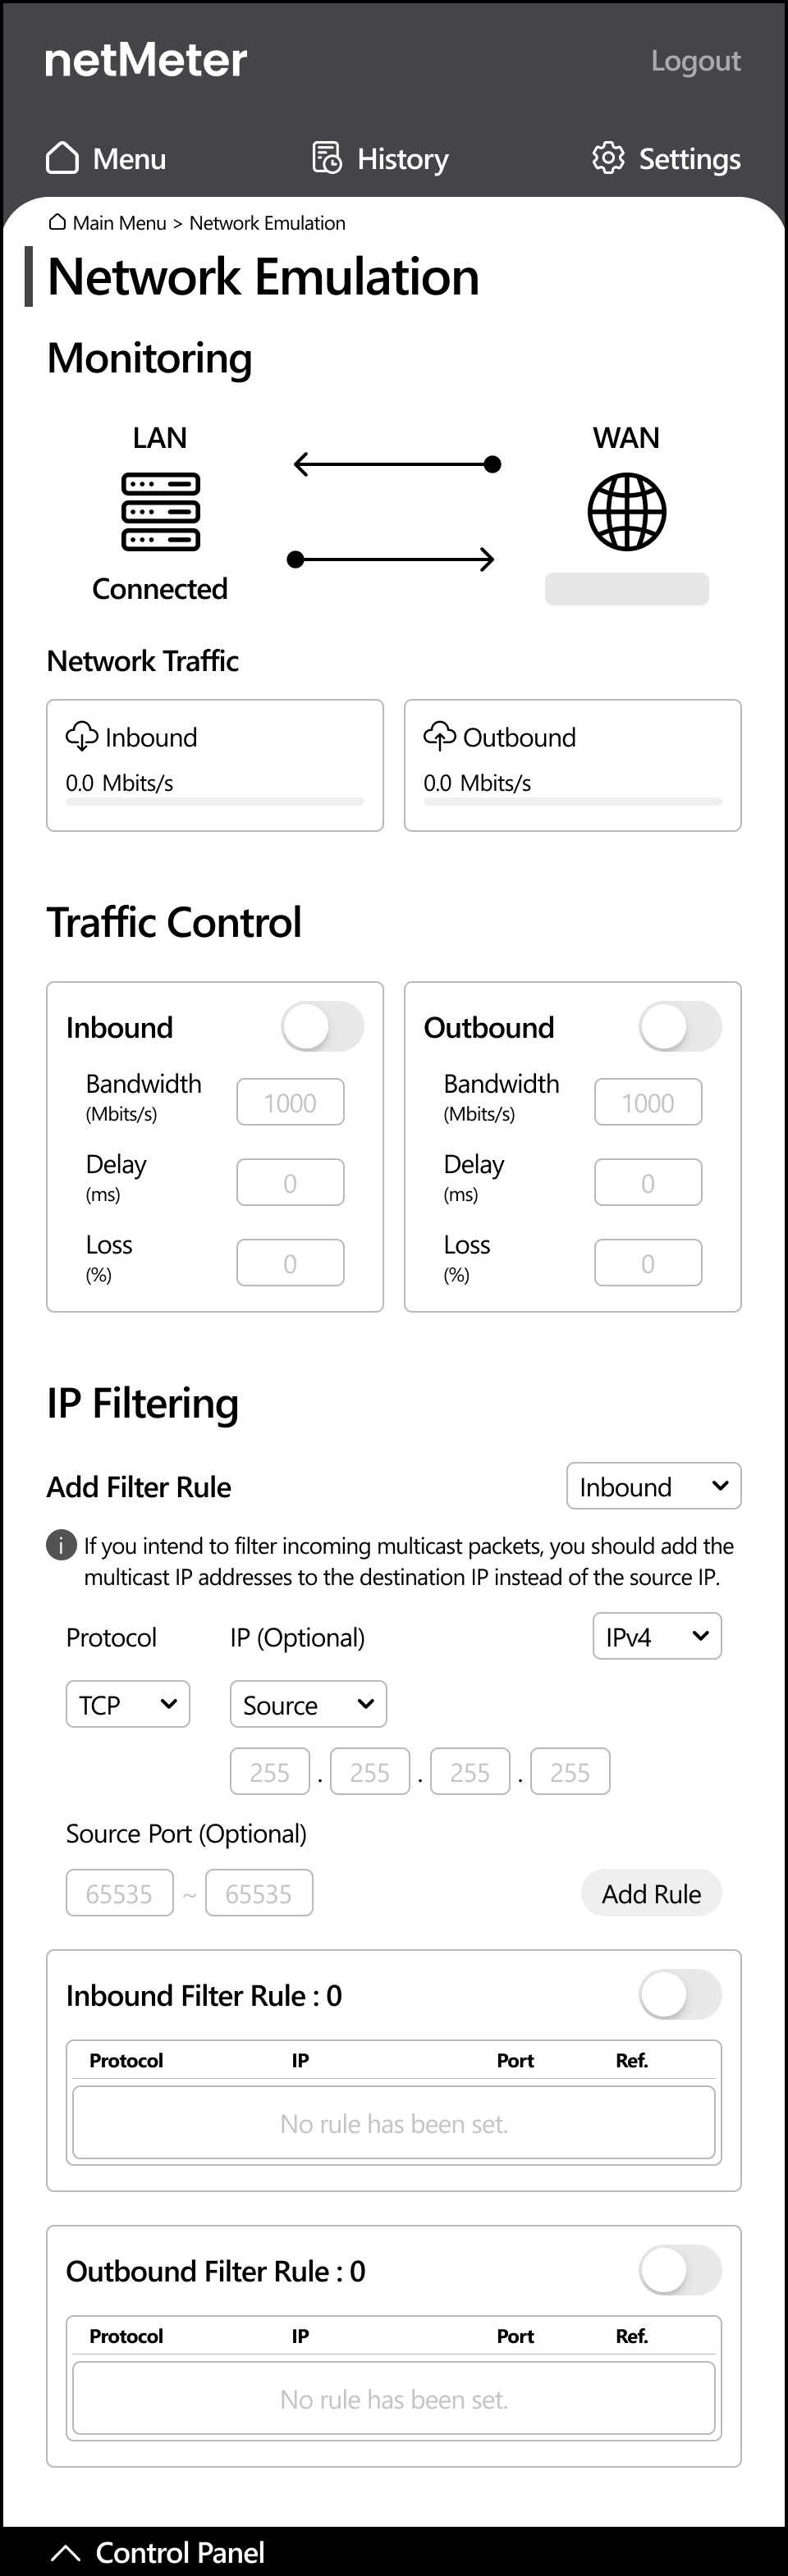 netMeter
Logout
Menu
History
Settings
Main Menu > Network Emulation
Network Emulation
Monitoring
LAN
WAN
Connected
Network Traffic
Inbound
0.0 Mbits/s
Outbound
0.0 Mbits/s
Traffic Control
Inbound
Bandwidth
(Mbits/s)
1000
Delay
(ms)
0
Loss
(%)
0
Outbound
Bandwidth
(Mbits/s)
1000
Delay
(ms)
0
Loss
(%)
0
IP Filtering
Add Filter Rule
Inbound
i If you intend to filter incoming multicast packets, you should add the
multicast IP addresses to the destination IP instead of the source IP.
Protocol
IP (Optional)
IPv4
TCP
Source
255 . 255 . 255 . 255
Source Port (Optional)
65535 ~ 65535
Add Rule
Inbound Filter Rule : 0
Protocol IP Port Ref.
No rule has been set.
Outbound Filter Rule : 0
Protocol IP Port Ref.
No rule has been set.
Control Panel